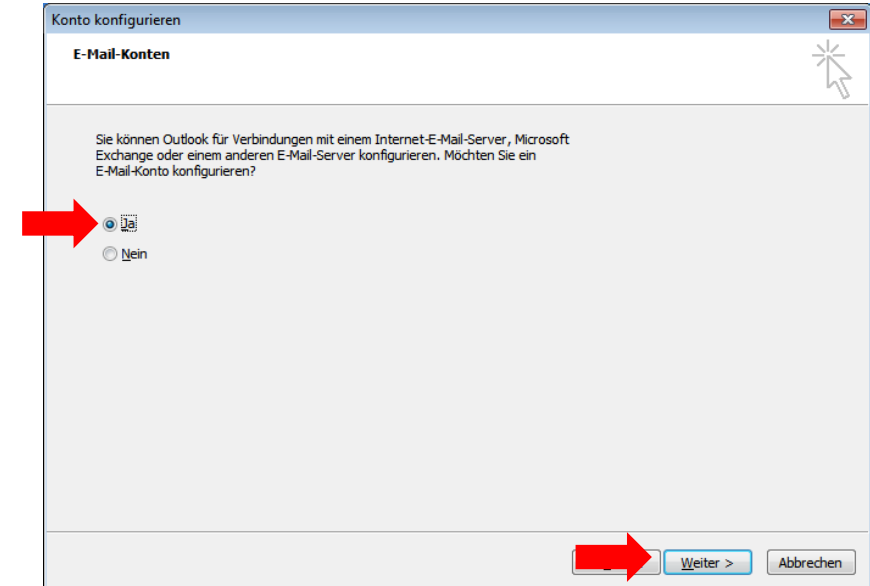 Konto konfigurieren
E-Mail-Konten
Sie können Outlook für Verbindungen mit einem Internet-E-Mail-Server, Microsoft
Exchange oder einem anderen E-Mail-Server konfigurieren. Möchten Sie ein
E-Mail-Konto konfigurieren?
Ja
Nein
Weiter >
Abbrechen